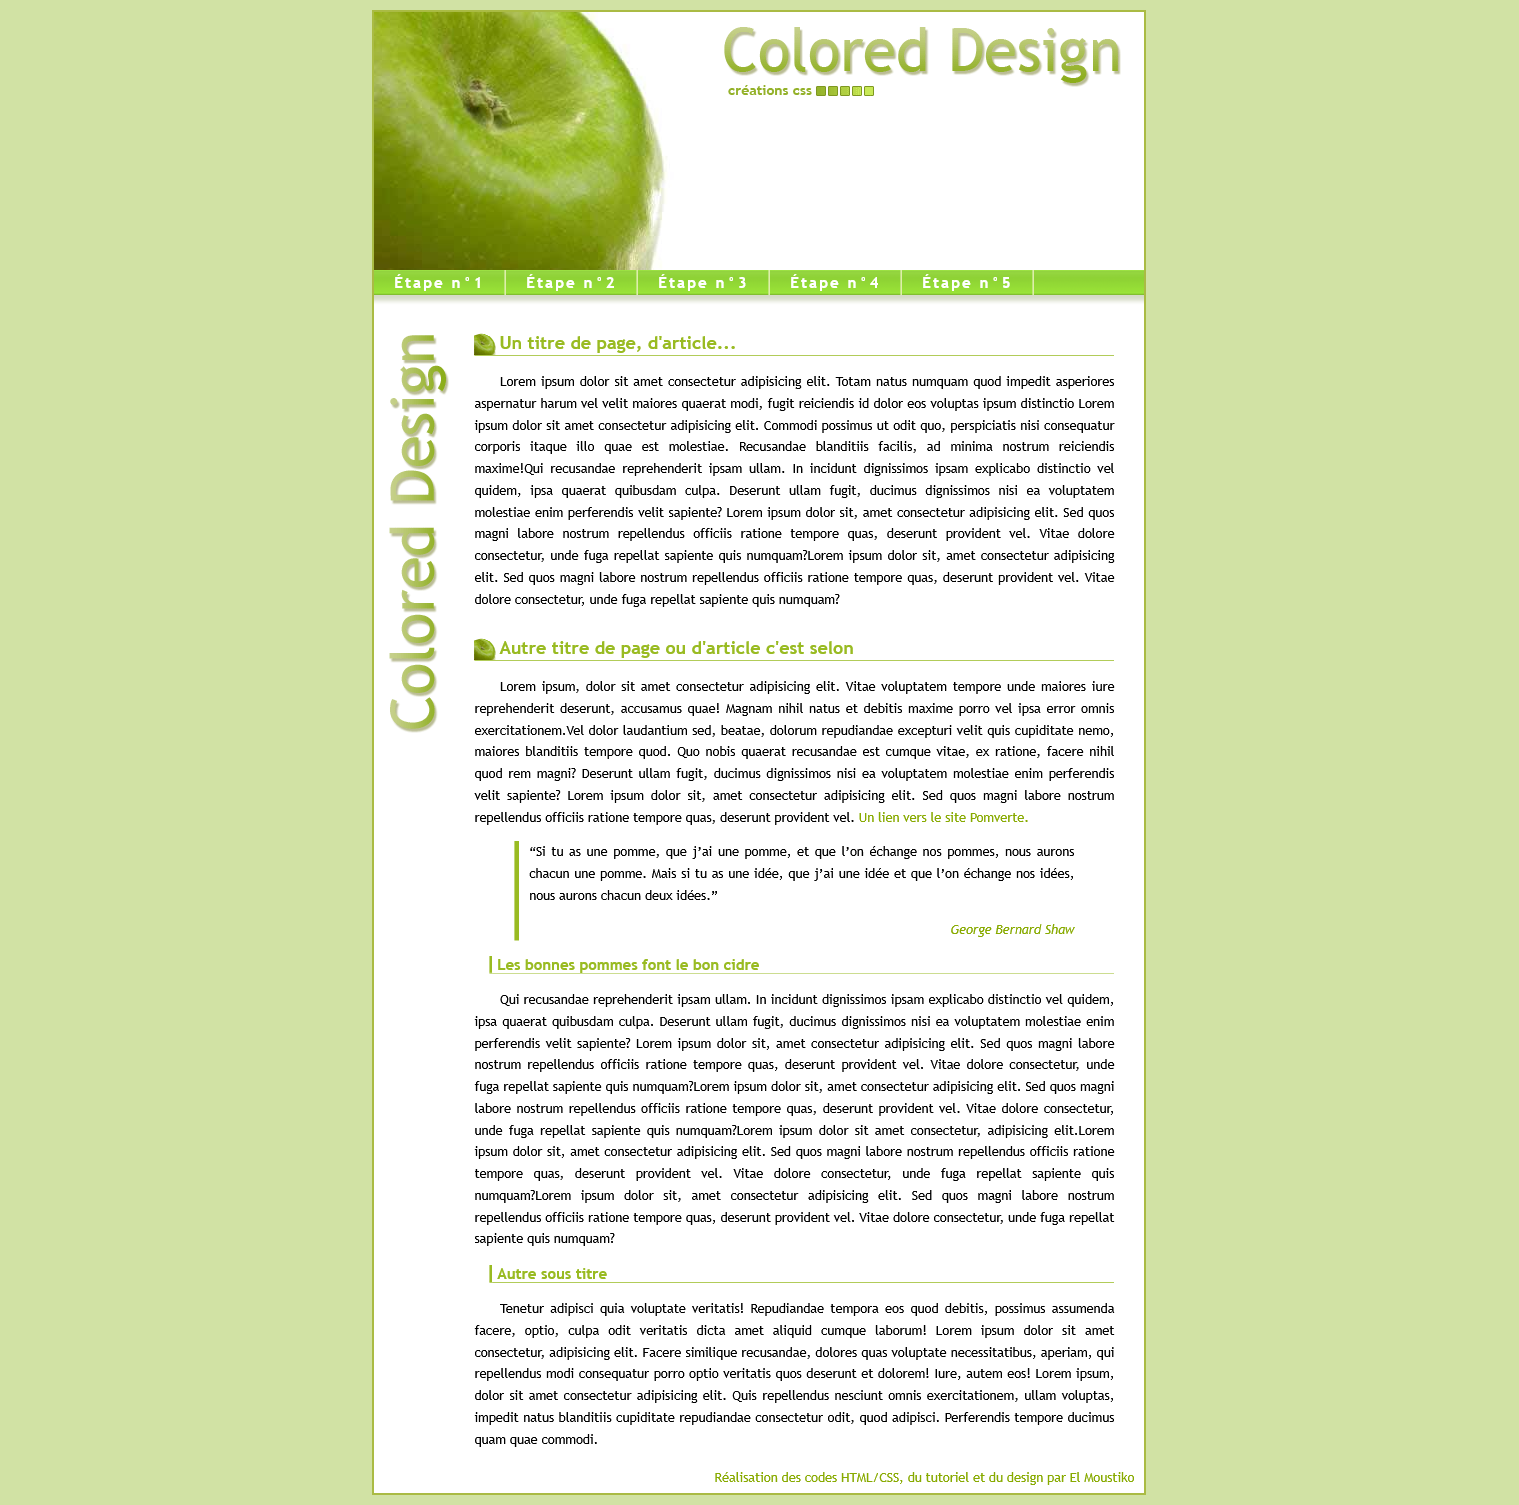 Colored Design
créations css
Étape n°1 Étape n°2 Étape n°3 Étape n°4 Étape n°5
Colored Design
Un titre de page, d'article...
Lorem ipsum dolor sit amet consectetur adipisicing elit. Totam natus numquam quod impedit asperiores
aspernatur harum vel velit maiores quaerat modi, fugit reiciendis id dolor eos voluptas ipsum distinctio Lorem
ipsum dolor sit amet consectetur adipisicing elit. Commodi possimus ut odit quo, perspiciatis nisi consequatur
corporis itaque illo quae est molestiae. Recusandae blanditiis facilis, ad minima nostrum reiciendis
maxime!Qui recusandae reprehenderit ipsam ullam. In incidunt dignissimos ipsam explicabo distinctio vel
quidem, ipsa quaerat quibusdam culpa. Deserunt ullam fugit, ducimus dignissimos nisi ea voluptatem
molestiae enim perferendis velit sapiente? Lorem ipsum dolor sit, amet consectetur adipisicing elit. Sed quos
magni labore nostrum repellendus officiis ratione tempore quas, deserunt provident vel. Vitae dolore
consectetur, unde fuga repellat sapiente quis numquam?Lorem ipsum dolor sit, amet consectetur adipisicing
elit. Sed quos magni labore nostrum repellendus officiis ratione tempore quas, deserunt provident vel. Vitae
dolore consectetur, unde fuga repellat sapiente quis numquam?
Autre titre de page ou d'article c'est selon
Lorem ipsum, dolor sit amet consectetur adipisicing elit. Vitae voluptatem tempore unde maiores iure
reprehenderit deserunt, accusamus quae! Magnam nihil natus et debitis maxime porro vel ipsa error omnis
exercitationem.Vel dolor laudantium sed, beatae, dolorum repudiandae excepturi velit quis cupiditate nemo,
maiores blanditiis tempore quod. Quo nobis quaerat recusandae est cumque vitae, ex ratione, facere nihil
quod rem magni? Deserunt ullam fugit, ducimus dignissimos nisi ea voluptatem molestiae enim perferendis
velit sapiente? Lorem ipsum dolor sit, amet consectetur adipisicing elit. Sed quos magni labore nostrum
repellendus officiis ratione tempore quas, deserunt provident vel. Un lien vers le site Pomverte.
“Si tu as une pomme, que j’ai une pomme, et que l’on échange nos pommes, nous aurons
chacun une pomme. Mais si tu as une idée, que j’ai une idée et que l’on échange nos idées,
nous aurons chacun deux idées.”
George Bernard Shaw
Les bonnes pommes font le bon cidre
Qui recusandae reprehenderit ipsam ullam. In incidunt dignissimos ipsam explicabo distinctio vel quidem,
ipsa quaerat quibusdam culpa. Deserunt ullam fugit, ducimus dignissimos nisi ea voluptatem molestiae enim
perferendis velit sapiente? Lorem ipsum dolor sit, amet consectetur adipisicing elit. Sed quos magni labore
nostrum repellendus officiis ratione tempore quas, deserunt provident vel. Vitae dolore consectetur, unde
fuga repellat sapiente quis numquam?Lorem ipsum dolor sit, amet consectetur adipisicing elit. Sed quos magni
labore nostrum repellendus officiis ratione tempore quas, deserunt provident vel. Vitae dolore consectetur,
unde fuga repellat sapiente quis numquam?Lorem ipsum dolor sit amet consectetur, adipisicing elit.Lorem
ipsum dolor sit, amet consectetur adipisicing elit. Sed quos magni labore nostrum repellendus officiis ratione
tempore quas, deserunt provident vel. Vitae dolore consectetur, unde fuga repellat sapiente quis
numquam?Lorem ipsum dolor sit, amet consectetur adipisicing elit. Sed quos magni labore nostrum
repellendus officiis ratione tempore quas, deserunt provident vel. Vitae dolore consectetur, unde fuga repellat
sapiente quis numquam?
Autre sous titre
Tenetur adipisci quia voluptate veritatis! Repudiandae tempora eos quod debitis, possimus assumenda
facere, optio, culpa odit veritatis dicta amet aliquid cumque laborum! Lorem ipsum dolor sit amet
consectetur, adipisicing elit. Facere similique recusandae, dolores quas voluptate necessitatibus, aperiam, qui
repellendus modi consequatur porro optio veritatis quos deserunt et dolorem! Iure, autem eos! Lorem ipsum,
dolor sit amet consectetur adipisicing elit. Quis repellendus nesciunt omnis exercitationem, ullam voluptas,
impedit natus blanditiis cupiditate repudiandae consectetur odit, quod adipisci. Perferendis tempore ducimus
quam quae commodi.
Réalisation des codes HTML/CSS, du tutoriel et du design par El Moustiko